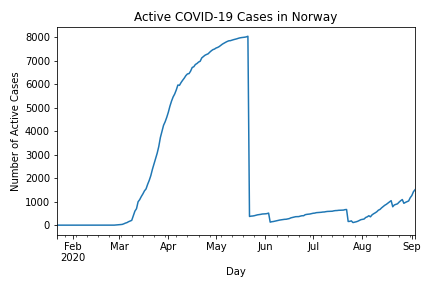 Active COVID-19 Cases in Norway
8000
7000
6000
5000
4000
3000
2000
1000
0
Number of Active Cases
Feb Mar Apr May Jun Jul Aug Sep
2020
Day